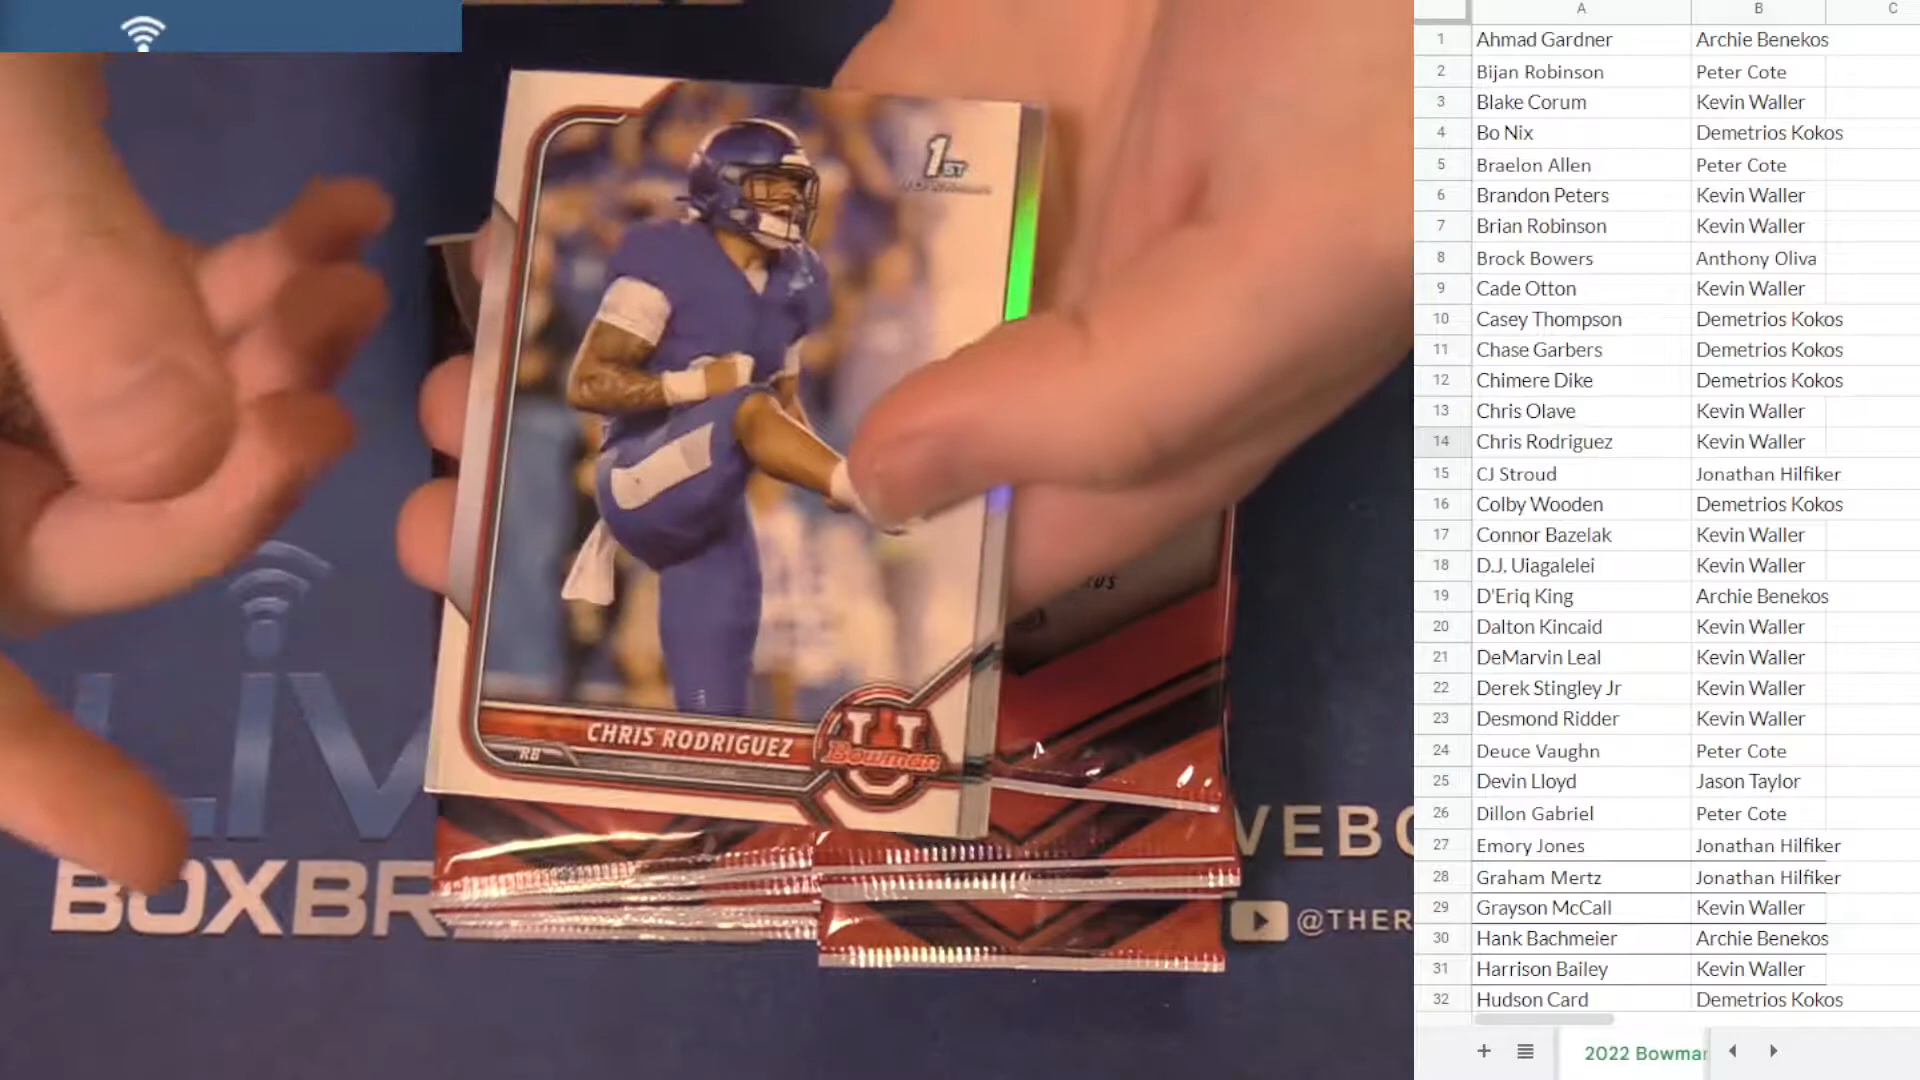 1ST
BOWMAN
CHRIS RODRIGUEZ
RB
U
Bowman
LIV
BOXBR
VEBO
@THER
A B C
1 Ahmad Gardner Archie Benekos
2 Bijan Robinson Peter Cote
3 Blake Corum Kevin Waller
4 Bo Nix Demetrios Kokos
5 Braelon Allen Peter Cote
6 Brandon Peters Kevin Waller
7 Brian Robinson Kevin Waller
8 Brock Bowers Anthony Oliva
9 Cade Otton Kevin Waller
10 Casey Thompson Demetrios Kokos
11 Chase Garbers Demetrios Kokos
12 Chimere Dike Demetrios Kokos
13 Chris Olave Kevin Waller
14 Chris Rodriguez Kevin Waller
15 CJ Stroud Jonathan Hilfiker
16 Colby Wooden Demetrios Kokos
17 Connor Bazelak Kevin Waller
18 D.J. Uiagalelei Kevin Waller
19 D'Eriq King Archie Benekos
20 Dalton Kincaid Kevin Waller
21 DeMarvin Leal Kevin Waller
22 Derek Stingley Jr Kevin Waller
23 Desmond Ridder Kevin Waller
24 Deuce Vaughn Peter Cote
25 Devin Lloyd Jason Taylor
26 Dillon Gabriel Peter Cote
27 Emory Jones Jonathan Hilfiker
28 Graham Mertz Jonathan Hilfiker
29 Grayson McCall Kevin Waller
30 Hank Bachmeier Archie Benekos
31 Harrison Bailey Kevin Waller
32 Hudson Card Demetrios Kokos
2022 Bowmar